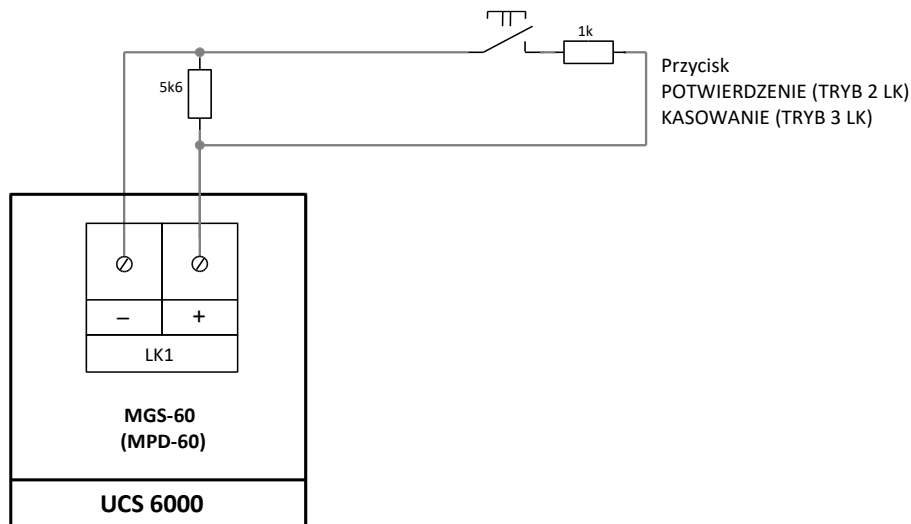 1k
5k6
Przycisk
POTWIERDZENIE (TRYB 2 LK)
KASOWANIE (TRYB 3 LK)
– +
LK1
MGS-60
(MPD-60)
UCS 6000